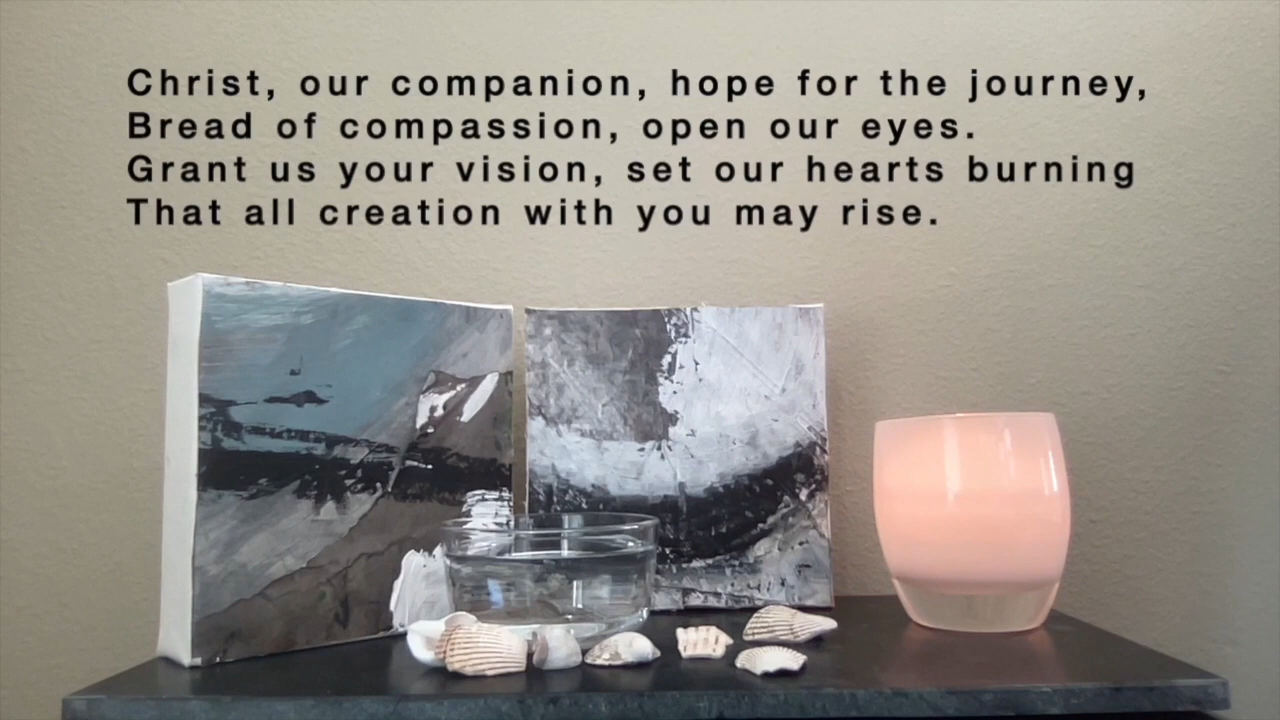 Christ, our companion, hope for the journey,
Bread of compassion, open our eyes.
Grant us your vision, set our hearts burning
That all creation with you may rise.